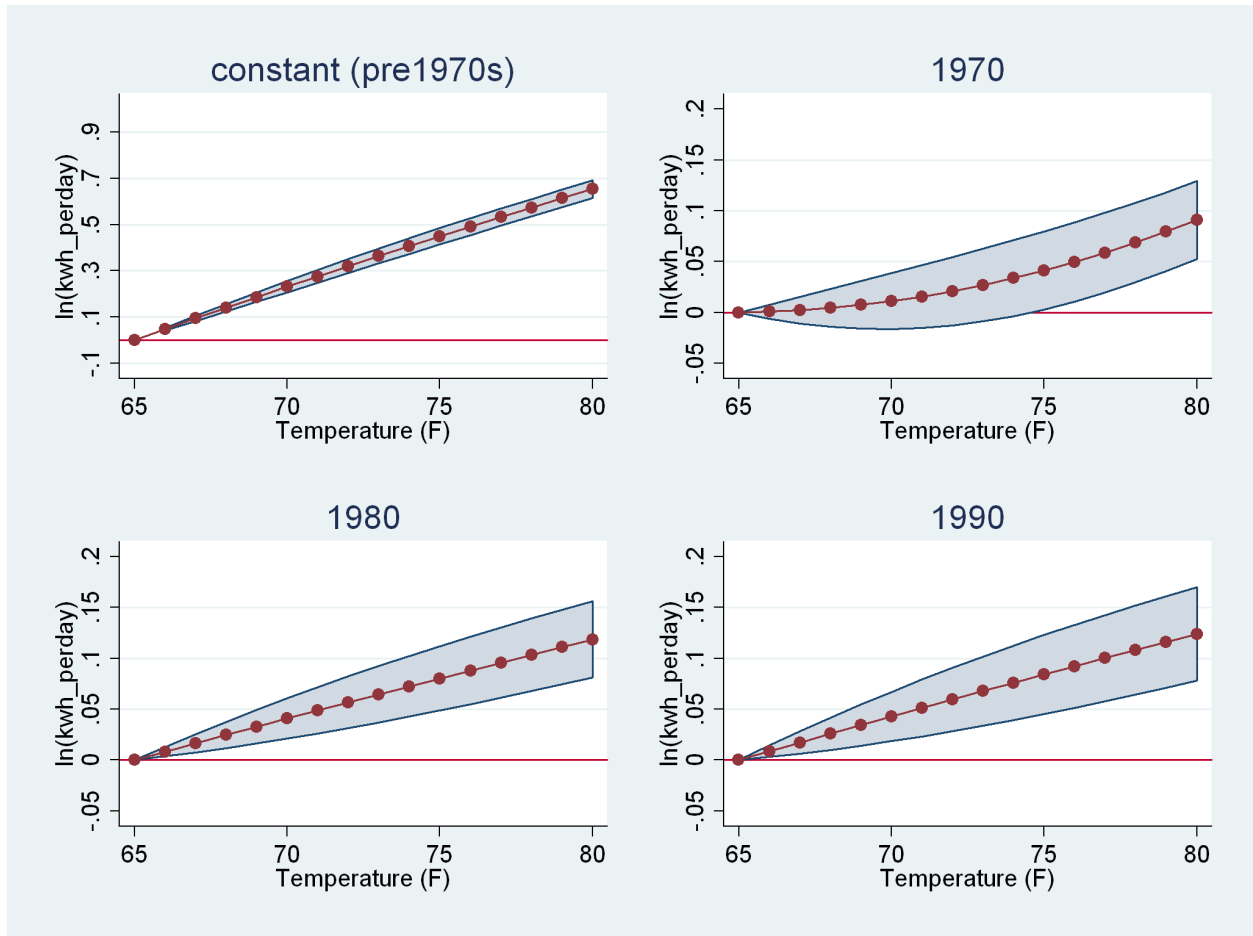 constant (pre1970s)
ln(kwh_perday)
.9
.7
.5
.3
.1
-.1
65 70 75 80
Temperature (F)
1970
ln(kwh_perday)
.2
.15
.1
.05
0
-.05
65 70 75 80
Temperature (F)
1980
ln(kwh_perday)
.2
.15
.1
.05
0
-.05
65 70 75 80
Temperature (F)
1990
ln(kwh_perday)
.2
.15
.1
.05
0
-.05
65 70 75 80
Temperature (F)